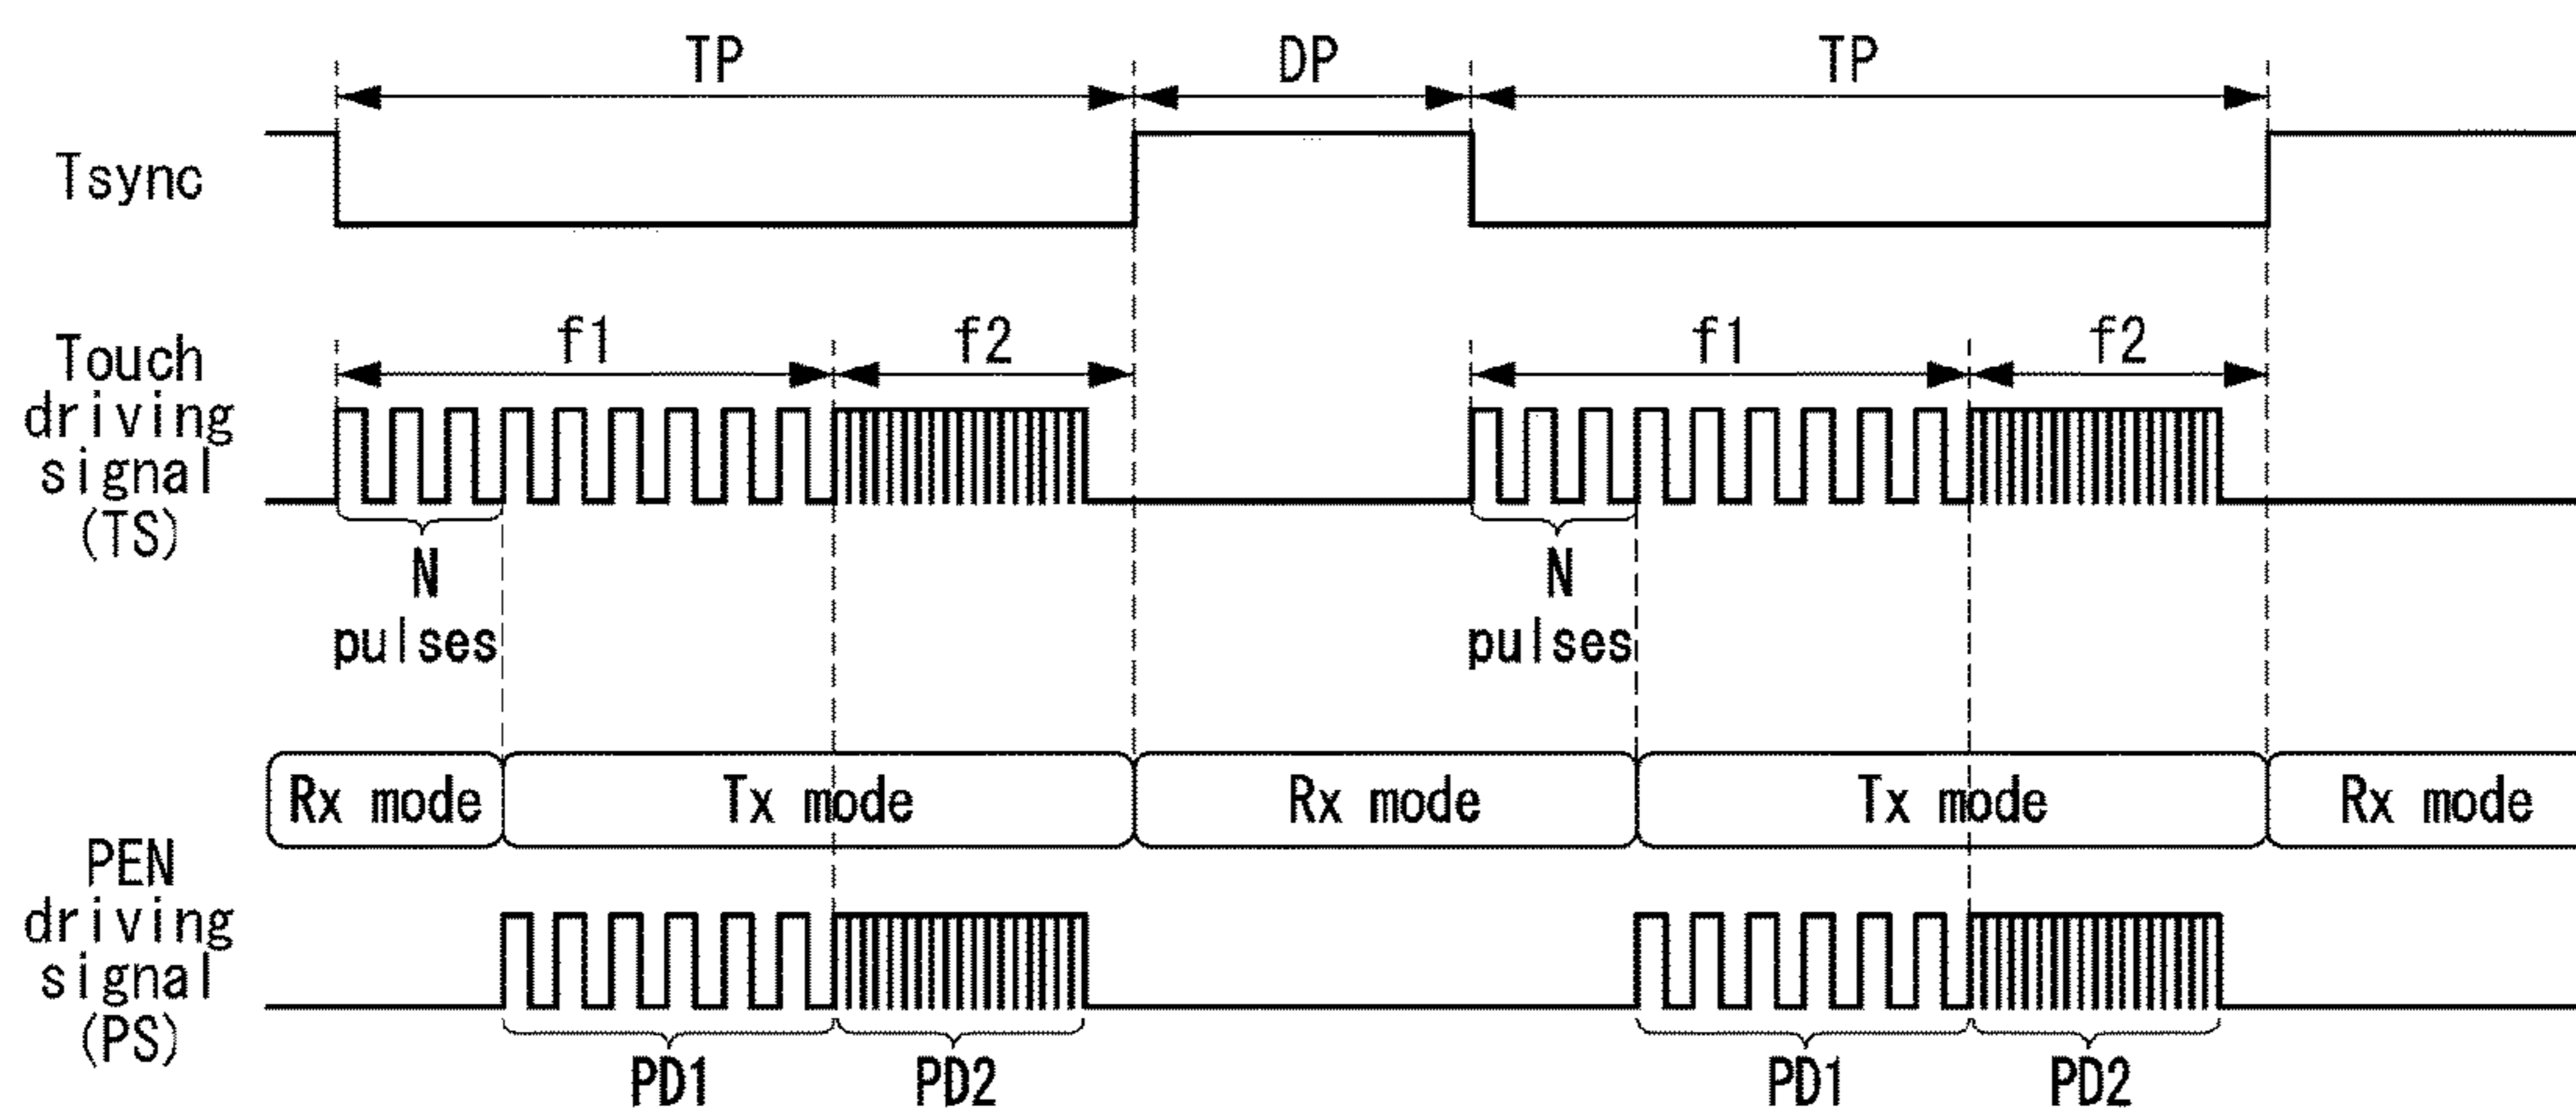 TP DP TP
Tsync
f1 f2 f1 f2
Touch
driving
signal
(TS)
N
pulses
N
pulses
Rx mode Tx mode Rx mode Tx mode Rx mode
PEN
driving
signal
(PS)
PD1 PD2 PD1 PD2